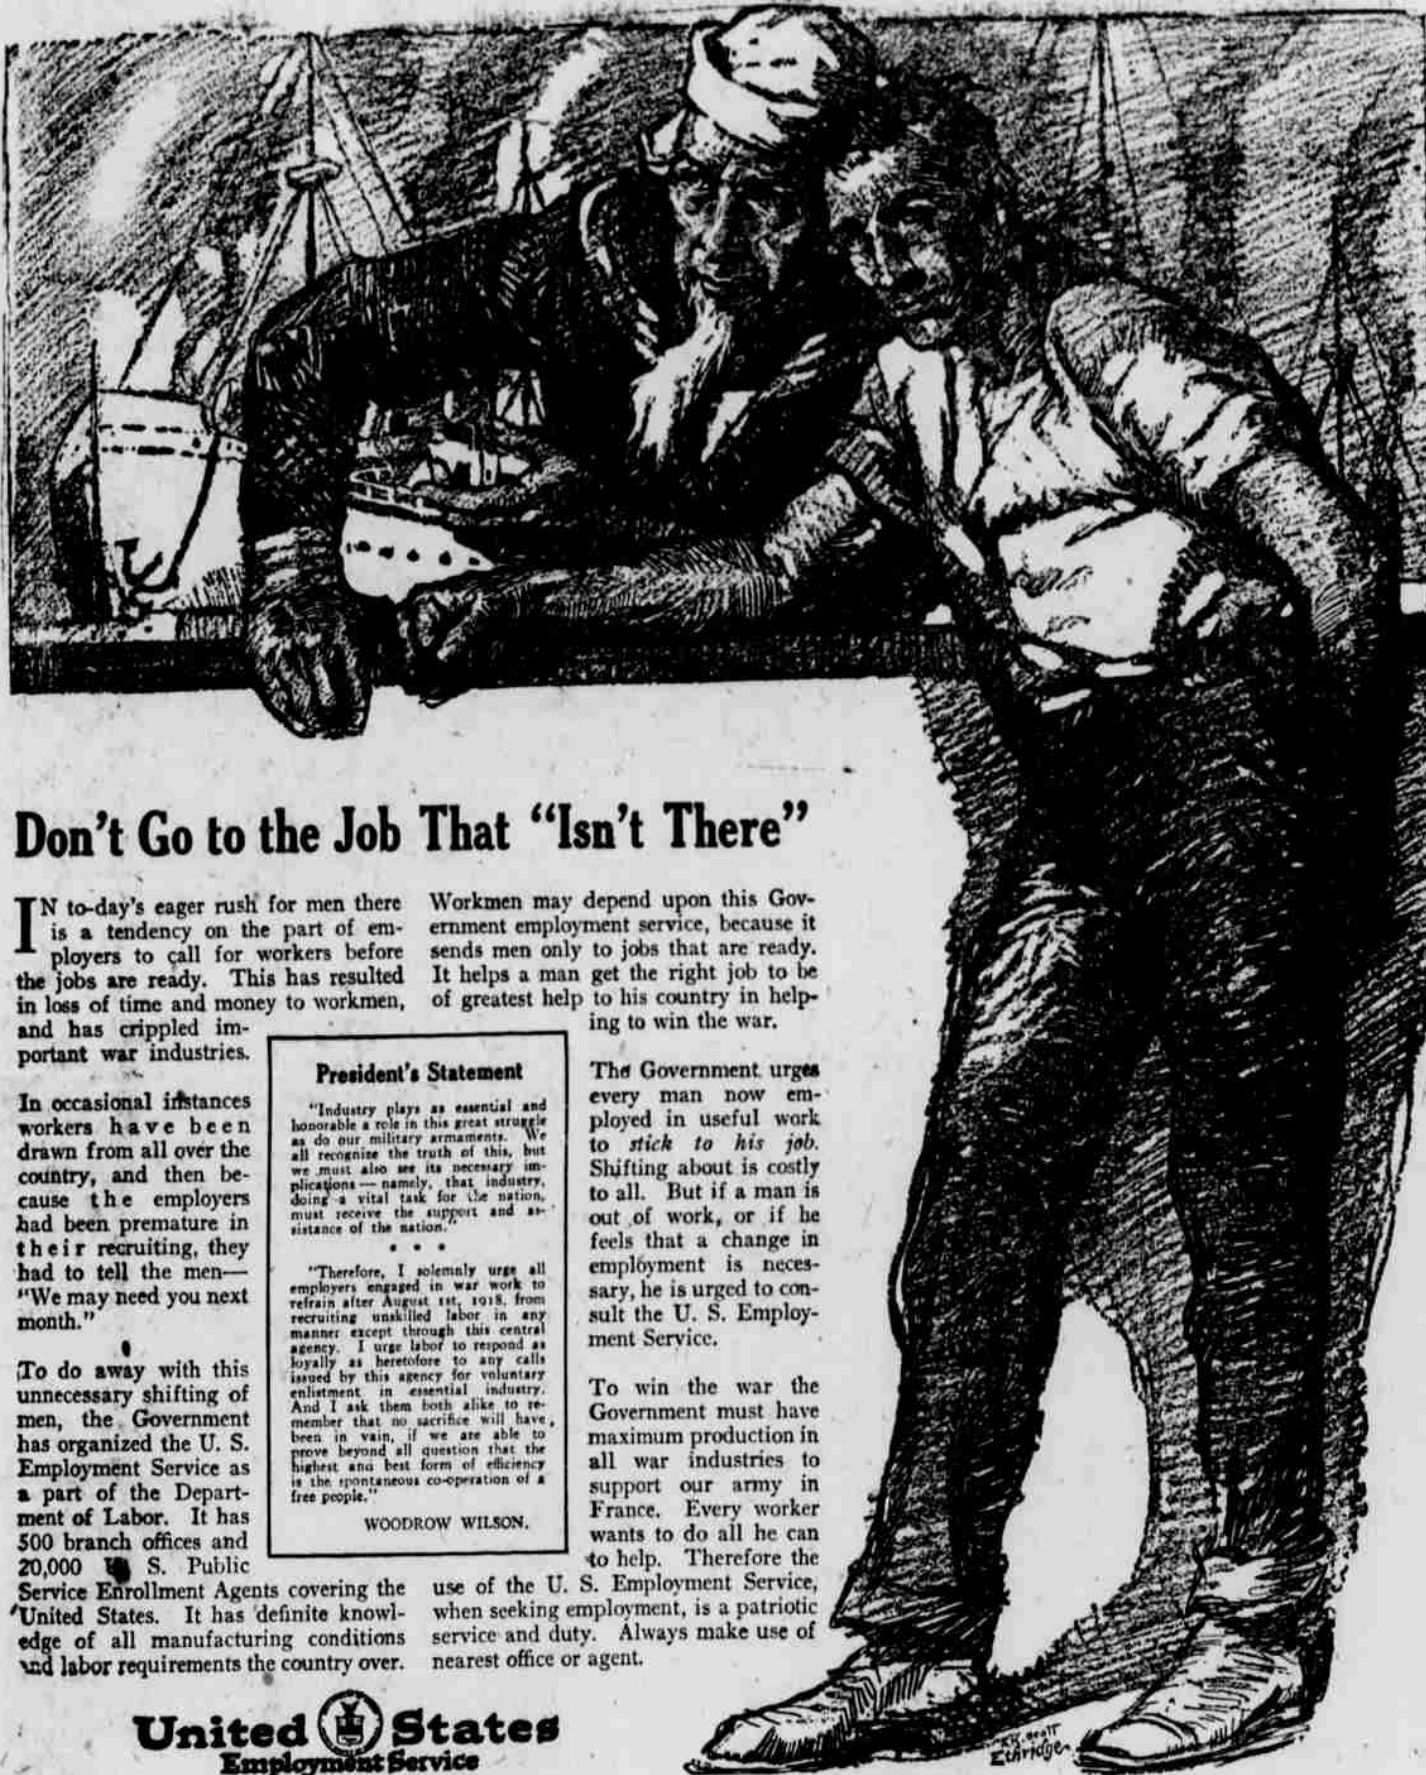 Don't Go to the Job That "Isn't There"
IN to-day's eager rush for men there
is a tendency on the part of em-
ployers to call for workers before
the jobs are ready. This has resulted
in loss of time and money to workmen,
and has crippled im-
portant war industries.
In occasional instances
workers have been
drawn from all over the
country, and then be-
cause the employers
had been premature in
their recruiting, they
had to tell the men—
"We may need you next
month."
To do away with this
unnecessary shifting of
men, the Government
has organized the U. S.
Employment Service as
a part of the Depart-
ment of Labor. It has
500 branch offices and
20,000 U. S. Public
Service Enrollment Agents covering the
United States. It has definite knowl-
edge of all manufacturing conditions
and labor requirements the country over.
President's Statement
"Industry plays as essential and
honorable a role in this great struggle
as do our military armaments. We
all recognize the truth of this, but
we must also see its necessary im-
plications — namely, that industry,
doing a vital task for the nation,
must receive the support and as-
sistance of the nation."
• • •
"Therefore, I solemnly urge all
employers engaged in war work to
refrain after August 1st, 1918, from
recruiting unskilled labor in any
manner except through this central
agency. I urge labor to respond as
loyally as heretofore to any calls
issued by this agency for voluntary
enlistment in essential industry.
And I ask them both alike to re-
member that no sacrifice will have
been in vain, if we are able to
prove beyond all question that the
highest and best form of efficiency
is the spontaneous co-operation of a
free people."
WOODROW WILSON.
Workmen may depend upon this Gov-
ernment employment service, because it
sends men only to jobs that are ready.
It helps a man get the right job to be
of greatest help to his country in help-
ing to win the war.
The Government urges
every man now em-
ployed in useful work
to stick to his job.
Shifting about is costly
to all. But if a man is
out of work, or if he
feels that a change in
employment is neces-
sary, he is urged to con-
sult the U. S. Employ-
ment Service.
To win the war the
Government must have
maximum production in
all war industries to
support our army in
France. Every worker
wants to do all he can
to help. Therefore the
use of the U. S. Employment Service,
when seeking employment, is a patriotic
service and duty. Always make use of
nearest office or agent.
United States
Employment Service
Ethridge